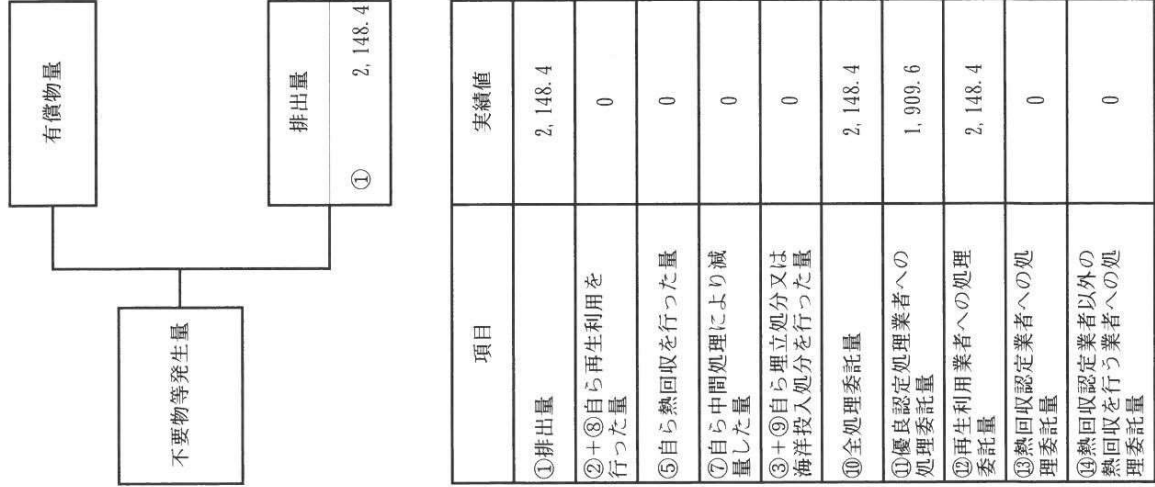 不要物等発生量
有償物量
排出量
① 2,148.4
項目 実績値
①排出量 2,148.4
②+⑧自ら再生利用を
行った量 0
⑤自ら熱回収を行った量 0
⑦自ら中間処理により減
量した量 0
③+⑨自ら埋立処分又は
海洋投入処分を行った量 0
⑩全処理委託量 2,148.4
⑪優良認定処理業者への
処理委託量 1,909.6
⑫再生利用業者への処理
委託量 2,148.4
⑬熱回収認定業者への処
理委託量 0
⑭熱回収認定業者以外の
熱回収を行う業者への処
理委託量 0